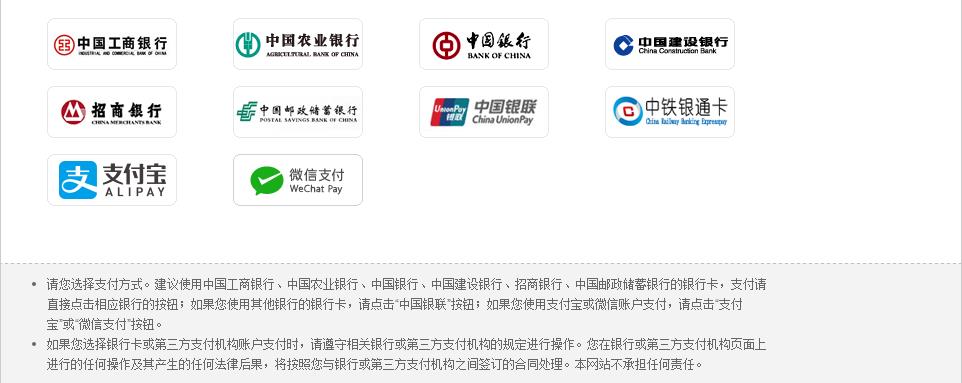 中国工商银行 中国农业银行 中国银行 中国建设银行
INDUSTRIAL AND COMMERCIAL BANK OF CHINA AGRICULTURAL BANK OF CHINA BANK OF CHINA China Construction Bank
招商银行 中国邮政储蓄银行 UnionPay 中国银联 中铁银通卡
CHINA MERCHANTS BANK POSTAL SAVINGS BANK OF CHINA 银联 China UnionPay China Railway Banking Expresspay
支 支付宝 微信支付
ALIPAY WeChat Pay
请您选择支付方式。建议使用中国工商银行、中国农业银行、中国银行、中国建设银行、招商银行、中国邮政储蓄银行的银行卡，支付请
直接点击相应银行的按钮；如果您使用其他银行的银行卡，请点击“中国银联”按钮；如果您使用支付宝或微信账户支付，请点击“支付
宝”或“微信支付”按钮。
如果您选择银行卡或第三方支付机构账户支付时，请遵守相关银行或第三方支付机构的规定进行操作。您在银行或第三方支付机构页面上
进行的任何操作及其产生的任何法律后果，将按照您与银行或第三方支付机构之间签订的合同处理。本网站不承担任何责任。